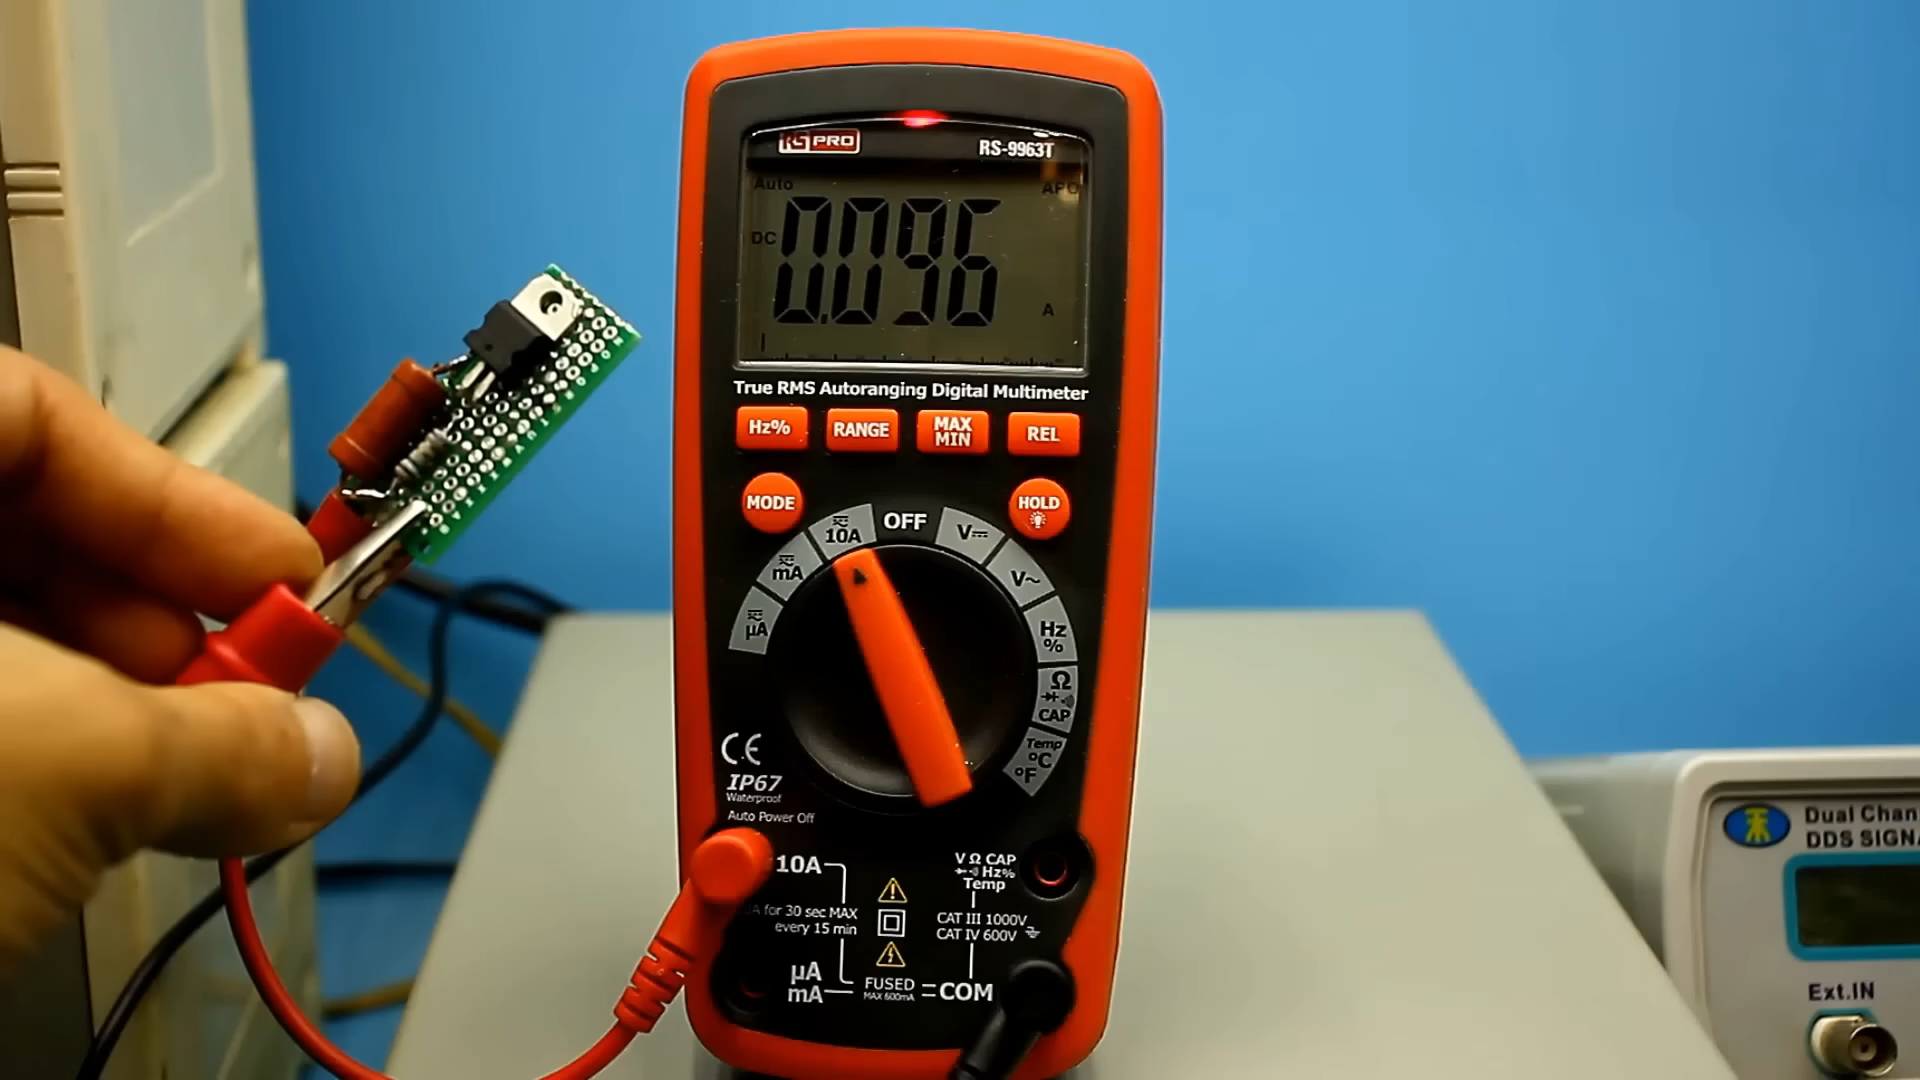 RS PRO
RS-9963T
Auto
APO
DC
0.096
A
True RMS Autoranging Digital Multimeter
Hz%
RANGE
MAX
MIN
REL
MODE
HOLD
OFF
10A
mA
µA
V
V~
Hz
%
Ω
CAP
Temp
°C
°F
CE
IP67
Waterproof
Auto Power Off
10A
for 30 sec MAX
every 15 min
µA
mA
FUSED
MAX 600mA
COM
V Ω CAP
Hz%
Temp
CAT III 1000V
CAT IV 600V
Dual Chan
DDS SIGNA
Ext.IN